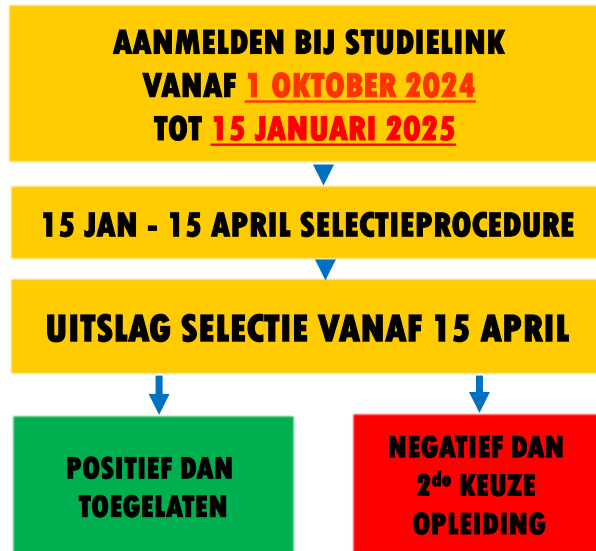 AANMELDEN BIJ STUDIELINK
VANAF 1 OKTOBER 2024
TOT 15 JANUARI 2025
15 JAN - 15 APRIL SELECTIEPROCEDURE
UITSLAG SELECTIE VANAF 15 APRIL
POSITIEF DAN
TOEGELATEN
NEGATIEF DAN
2de KEUZE
OPLEIDING